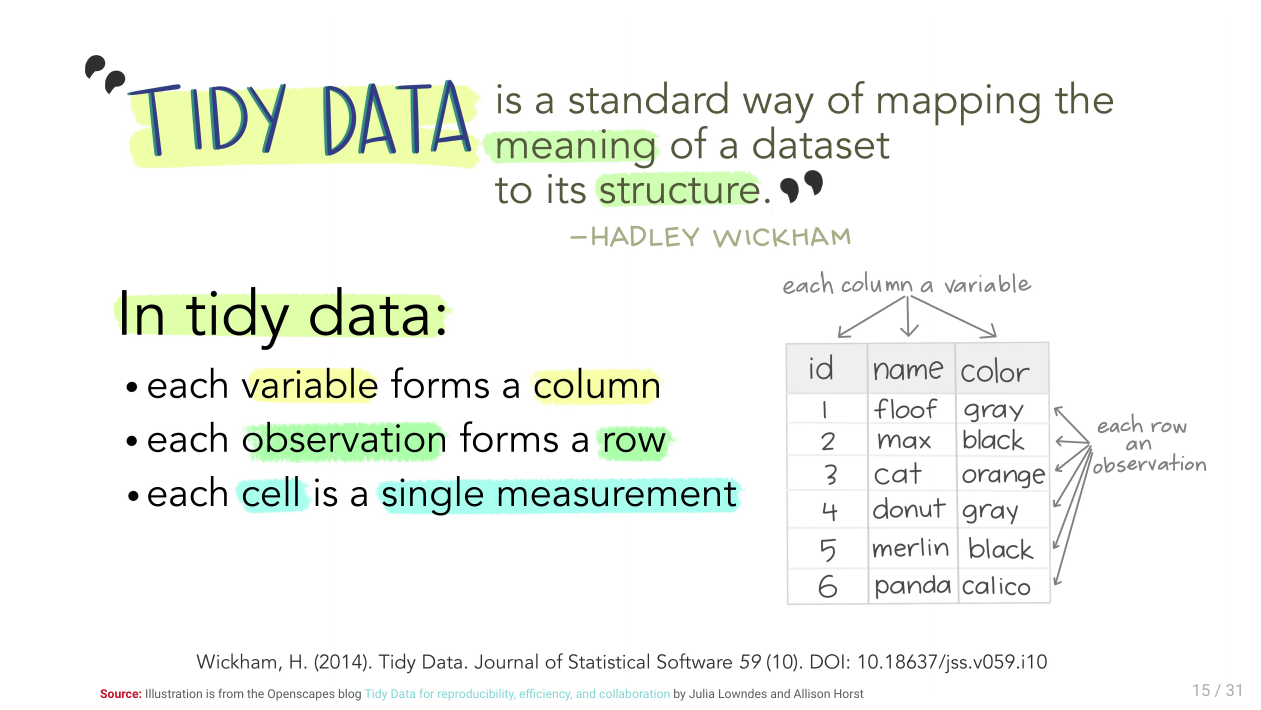 "TIDY DATA is a standard way of mapping the
meaning of a dataset
to its structure."
–HADLEY WICKHAM
In tidy data:
• each variable forms a column
• each observation forms a row
• each cell is a single measurement
each column a variable
id name color
1 floof gray
2 max black
3 cat orange
4 donut gray
5 merlin black
6 panda calico
each row
an
observation
Wickham, H. (2014). Tidy Data. Journal of Statistical Software 59 (10). DOI: 10.18637/jss.v059.i10
Source: Illustration is from the Openscapes blog Tidy Data for reproducibility, efficiency, and collaboration by Julia Lowndes and Allison Horst
15 / 31